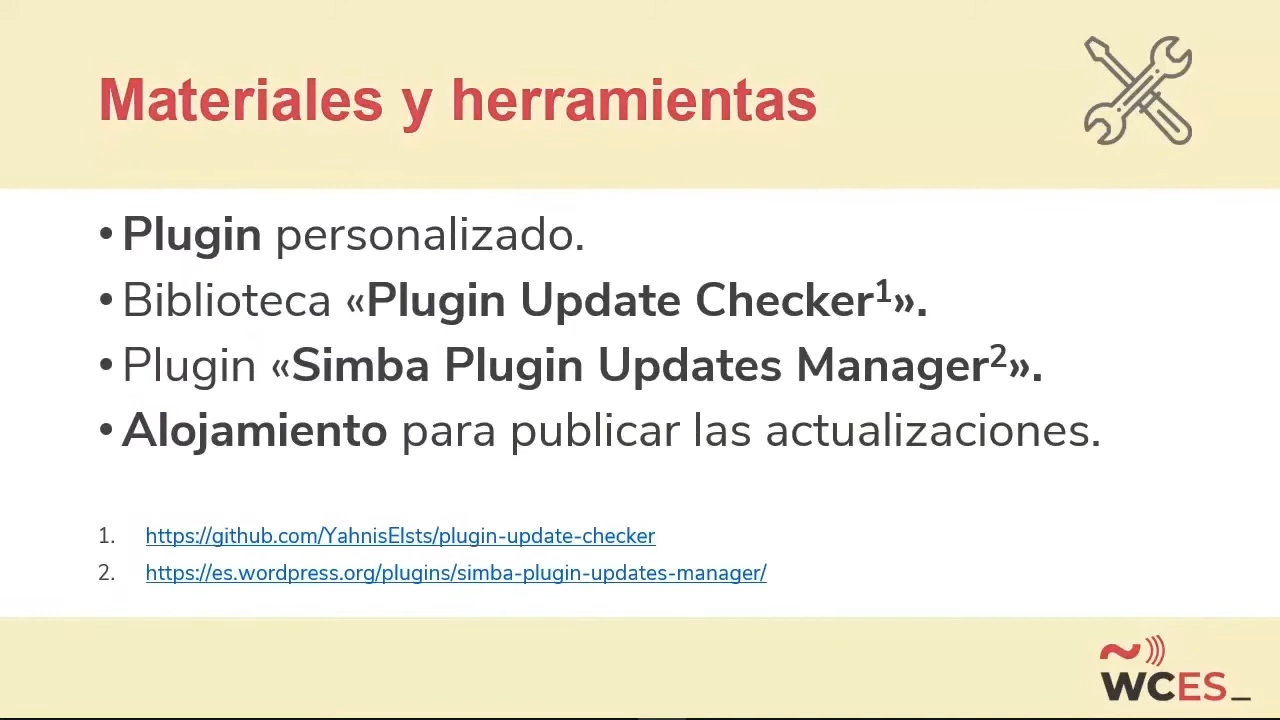 Materiales y herramientas
• Plugin personalizado.
• Biblioteca «Plugin Update Checker¹».
• Plugin «Simba Plugin Updates Manager²».
• Alojamiento para publicar las actualizaciones.
1. https://github.com/YahnisElsts/plugin-update-checker
2. https://es.wordpress.org/plugins/simba-plugin-updates-manager/
WCES_